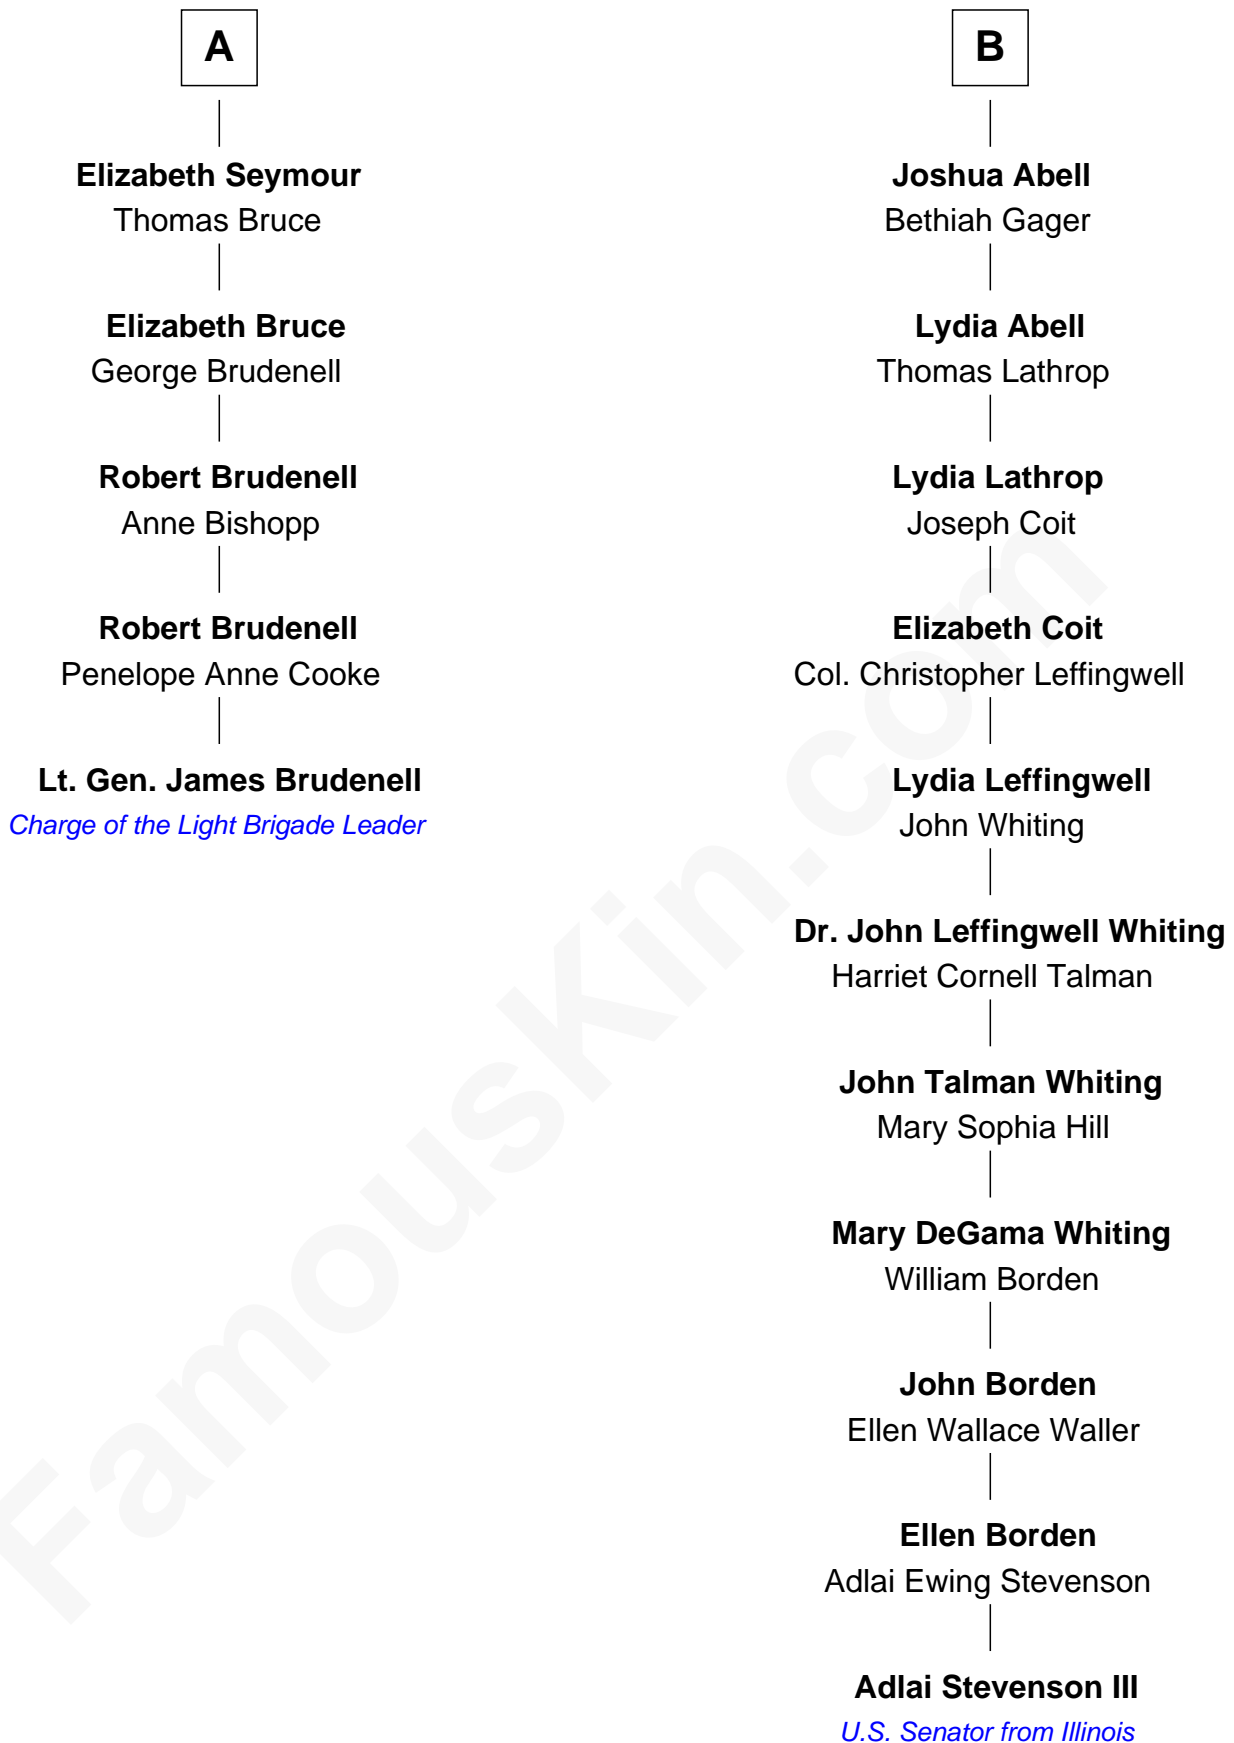 A
Elizabeth Seymour
Thomas Bruce
Elizabeth Bruce
George Brudenell
Robert Brudenell
Anne Bishopp
Robert Brudenell
Penelope Anne Cooke
Lt. Gen. James Brudenell
Charge of the Light Brigade Leader
B
Joshua Abell
Bethiah Gager
Lydia Abell
Thomas Lathrop
Lydia Lathrop
Joseph Coit
Elizabeth Coit
Col. Christopher Leffingwell
Lydia Leffingwell
John Whiting
Dr. John Leffingwell Whiting
Harriet Cornell Talman
John Talman Whiting
Mary Sophia Hill
Mary DeGama Whiting
William Borden
John Borden
Ellen Wallace Waller
Ellen Borden
Adlai Ewing Stevenson
Adlai Stevenson III
U.S. Senator from Illinois
FamousKin.com